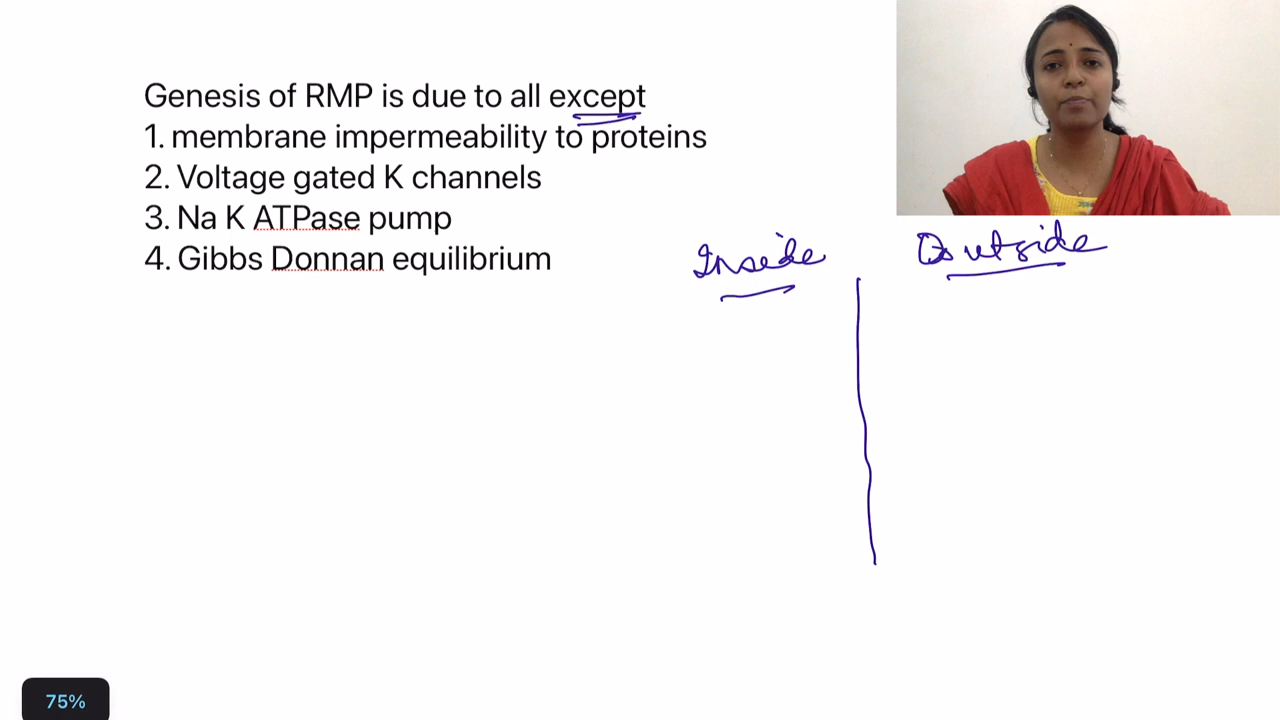 Genesis of RMP is due to all except
1. membrane impermeability to proteins
2. Voltage gated K channels
3. Na K ATPase pump
4. Gibbs Donnan equilibrium
Inside Outside
75%